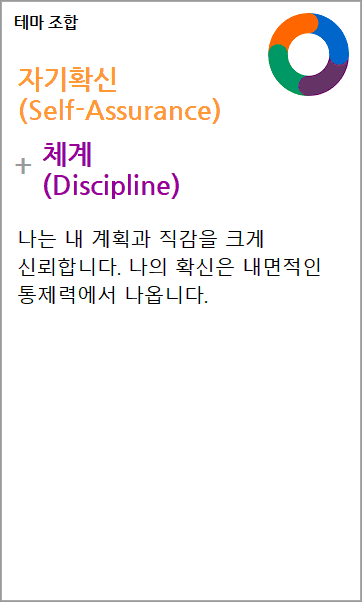 테마 조합
자기확신
(Self-Assurance)
+ 체계
(Discipline)
나는 내 계획과 직감을 크게
신뢰합니다. 나의 확신은 내면적인
통제력에서 나옵니다.